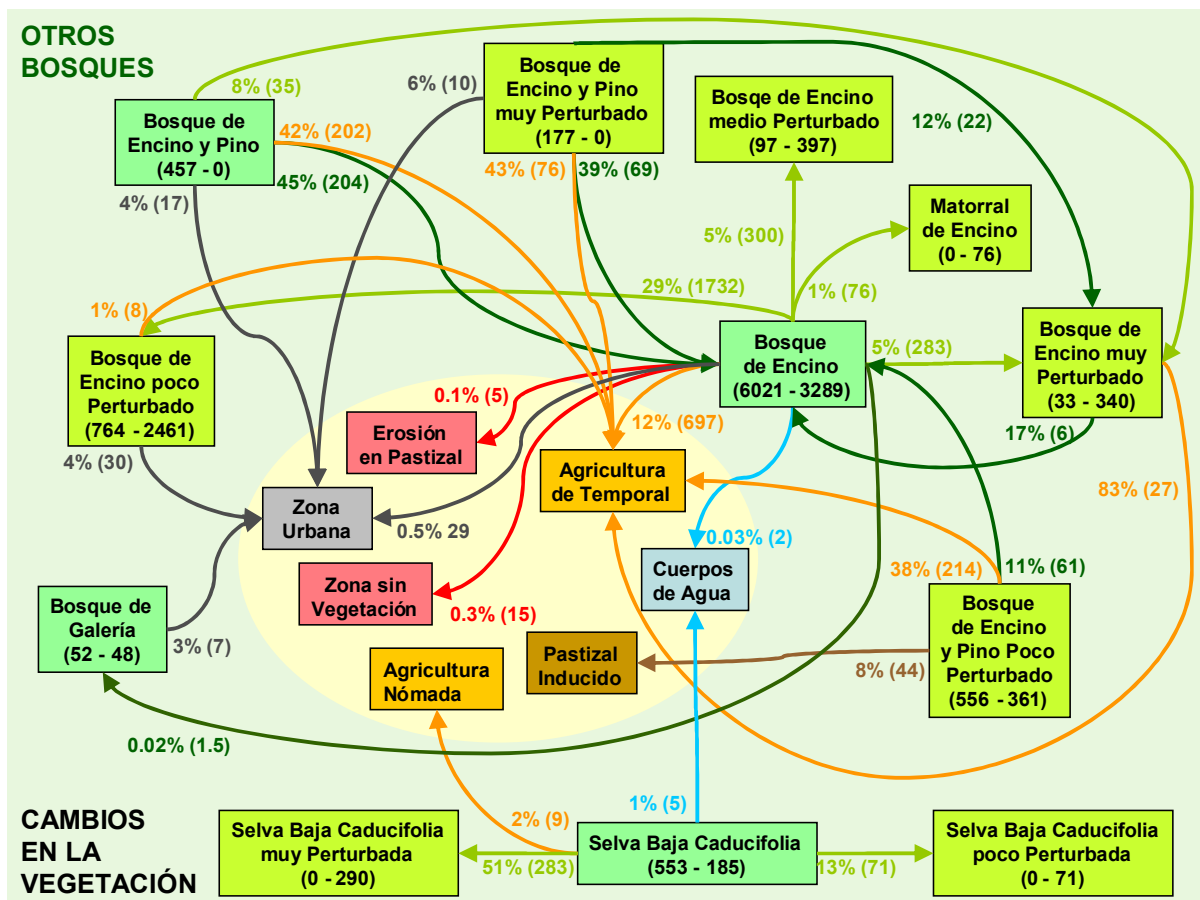 OTROS
BOSQUES
8% (35)
Bosque de
Encino y Pino
(457 - 0)
42% (202)
45% (204)
4% (17)
6% (10)
Bosque de
Encino y Pino
muy Perturbado
(177 - 0)
43% (76)
39% (69)
Bosqe de Encino
medio Perturbado
(97 - 397)
12% (22)
Matorral
de Encino
(0 - 76)
5% (300)
1% (76)
29% (1732)
1% (8)
Bosque de
Encino poco
Perturbado
(764 - 2461)
4% (30)
Bosque
de Encino
(6021 - 3289)
5% (283)
Bosque de
Encino muy
Perturbado
(33 - 340)
17% (6)
83% (27)
0.1% (5)
Erosión
en Pastizal
12% (697)
Agricultura
de Temporal
Zona
Urbana
0.5% 29
0.03% (2)
Cuerpos
de Agua
38% (214)
11% (61)
Zona sin
Vegetación
0.3% (15)
Bosque de
Galería
(52 - 48)
3% (7)
Bosque
de Encino
y Pino Poco
Perturbado
(556 - 361)
Pastizal
Inducido
8% (44)
Agricultura
Nómada
0.02% (1.5)
CAMBIOS
EN LA
VEGETACIÓN
2% (9)
1% (5)
Selva Baja Caducifolia
muy Perturbada
(0 - 290)
51% (283)
Selva Baja Caducifolia
(553 - 185)
13% (71)
Selva Baja Caducifolia
poco Perturbada
(0 - 71)